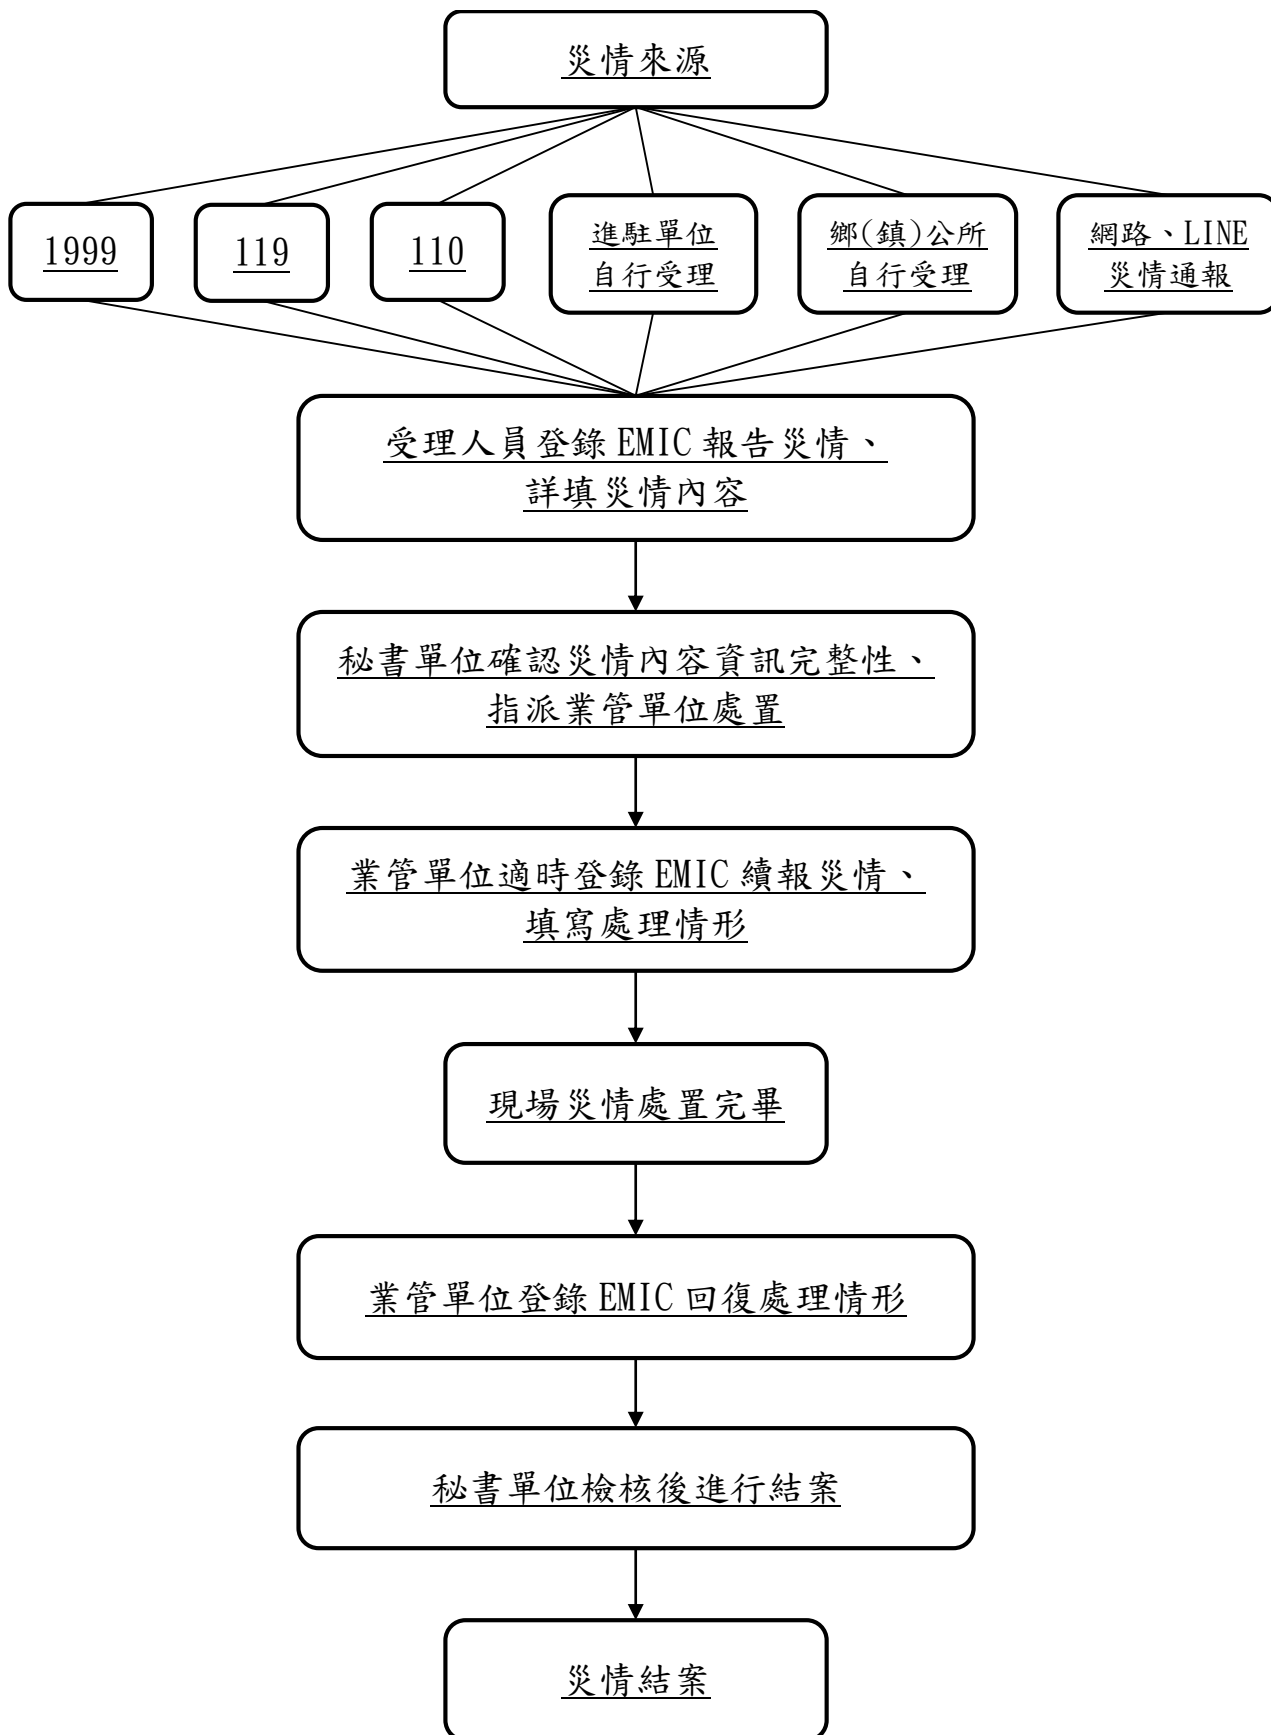 災情來源
1999
119
110
進駐單位
自行受理
鄉(鎮)公所
自行受理
網路、LINE
災情通報
受理人員登錄 EMIC 報告災情、
詳填災情內容
秘書單位確認災情內容資訊完整性、
指派業管單位處置
業管單位適時登錄 EMIC 續報災情、
填寫處理情形
現場災情處置完畢
業管單位登錄 EMIC 回復處理情形
秘書單位檢核後進行結案
災情結案